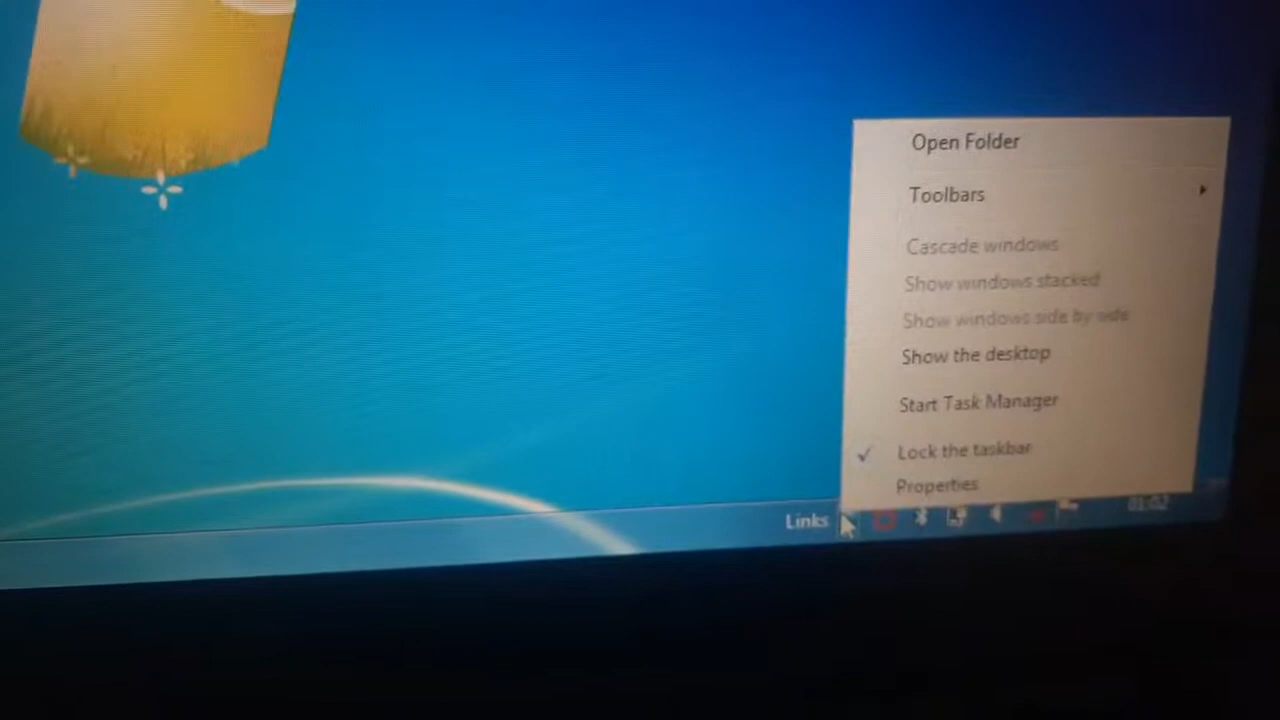 Open Folder
Toolbars
Cascade windows
Show windows stacked
Show windows side by side
Show the desktop
Start Task Manager
Lock the taskbar
Properties
Links